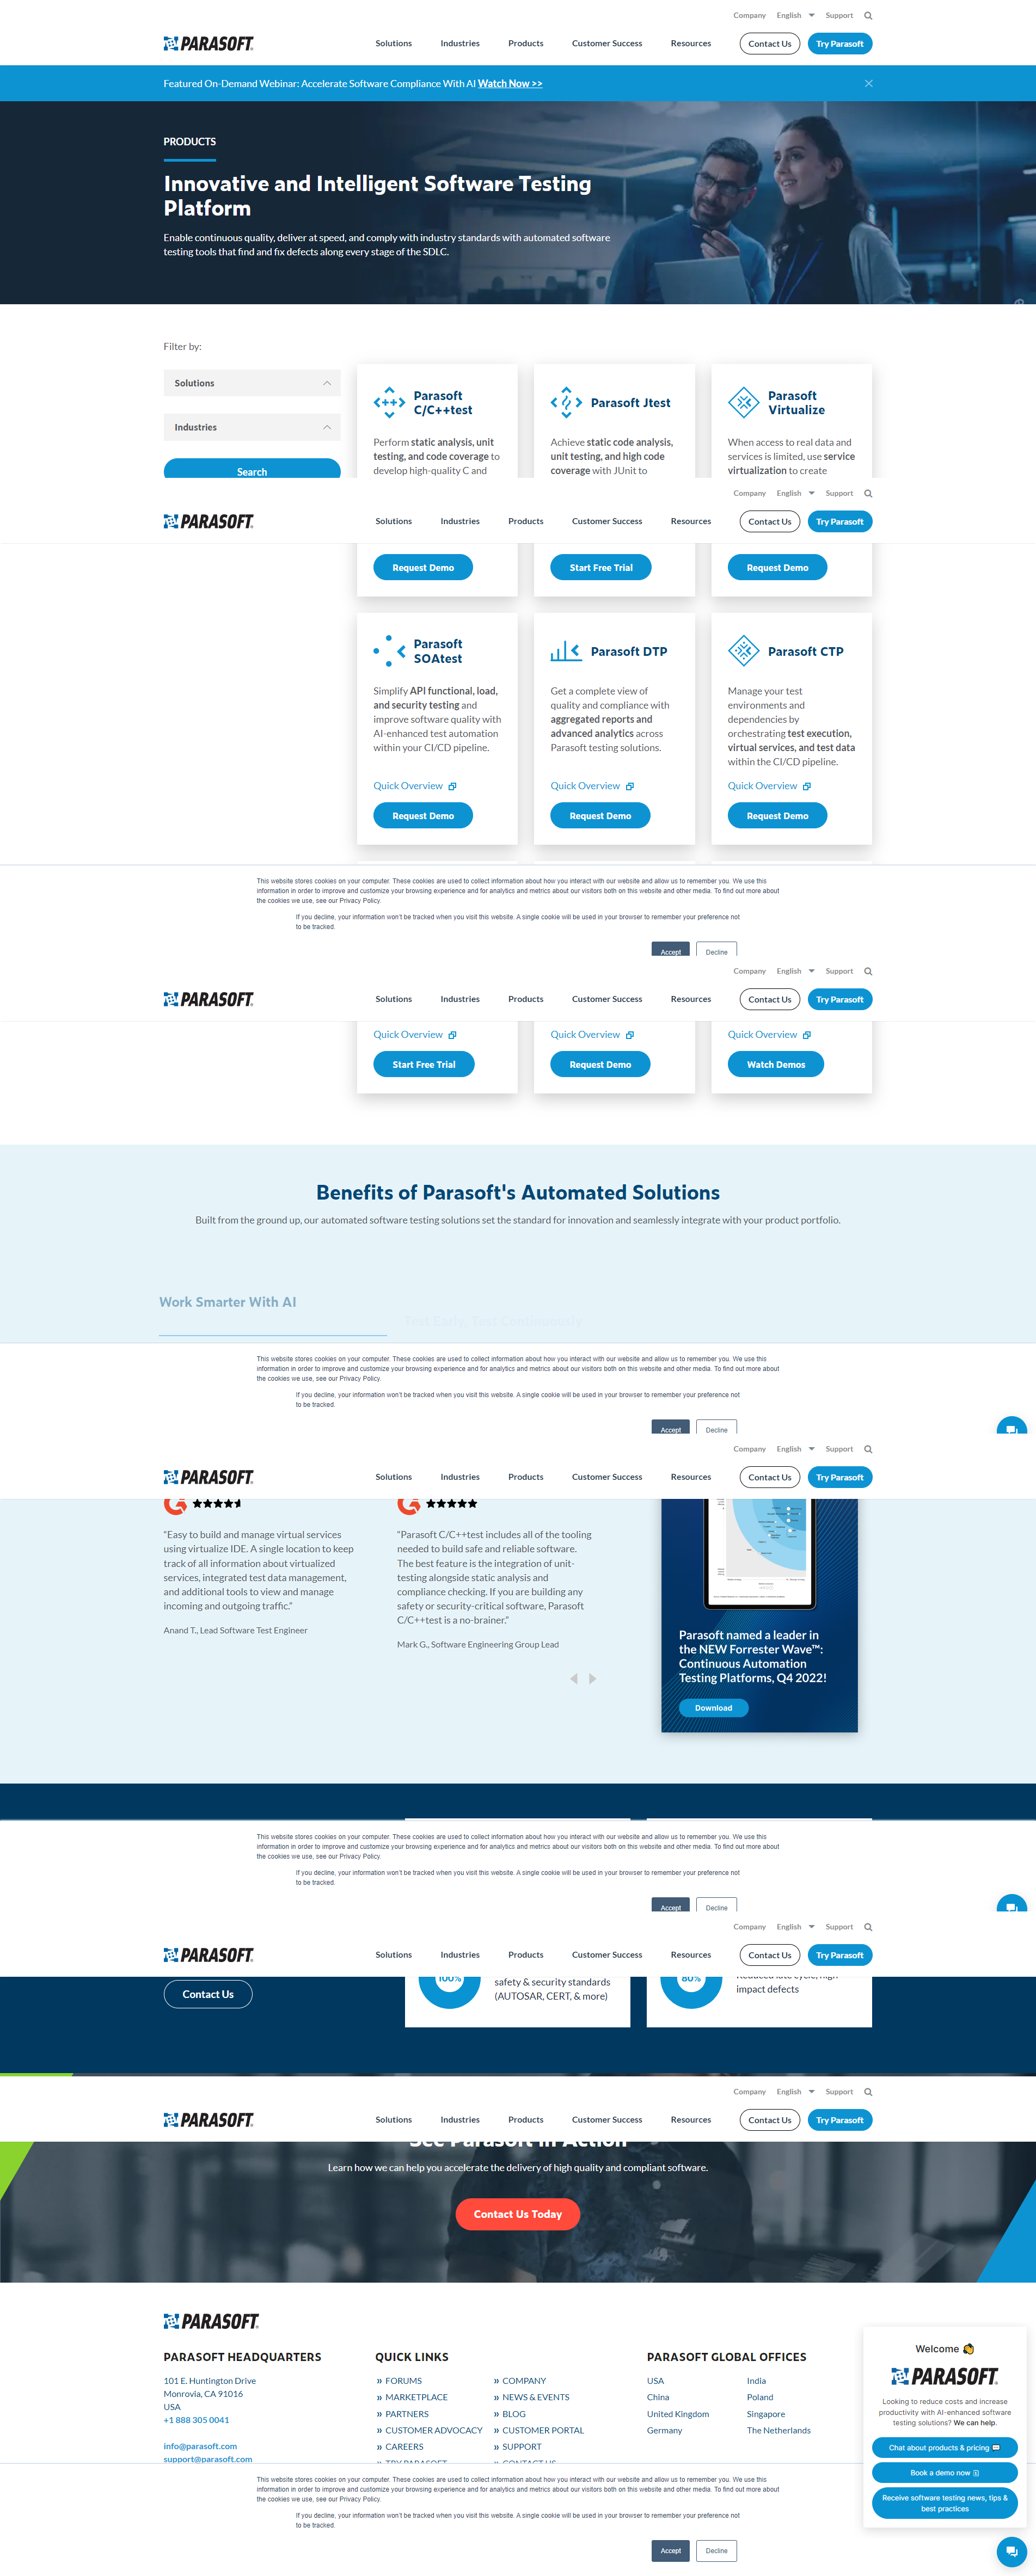 Company English Support
PARASOFT
Solutions Industries Products Customer Success Resources Contact Us Try Parasoft
Featured On-Demand Webinar: Accelerate Software Compliance With AI Watch Now >>
PRODUCTS
Innovative and Intelligent Software Testing
Platform
Enable continuous quality, deliver at speed, and comply with industry standards with automated software
testing tools that find and fix defects along every stage of the SDLC.
Filter by:
Solutions
Industries
Search
Parasoft
C/C++test
Perform static analysis, unit
testing, and code coverage to
develop high-quality C and
Parasoft Jtest
Achieve static code analysis,
unit testing, and high code
coverage with JUnit to
Parasoft
Virtualize
When access to real data and
services is limited, use service
virtualization to create
Company English Support
PARASOFT
Solutions Industries Products Customer Success Resources Contact Us Try Parasoft
Request Demo
Start Free Trial
Request Demo
Parasoft
SOAtest
Simplify API functional, load,
and security testing and
improve software quality with
AI-enhanced test automation
within your CI/CD pipeline.
Quick Overview
Request Demo
Parasoft DTP
Get a complete view of
quality and compliance with
aggregated reports and
advanced analytics across
Parasoft testing solutions.
Quick Overview
Request Demo
Parasoft CTP
Manage your test
environments and
dependencies by
orchestrating test execution,
virtual services, and test data
within the CI/CD pipeline.
Quick Overview
Request Demo
This website stores cookies on your computer. These cookies are used to collect information about how you interact with our website and allow us to remember you. We use this
information in order to improve and customize your browsing experience and for analytics and metrics about our visitors both on this website and other media. To find out more about
the cookies we use, see our Privacy Policy.
If you decline, your information won't be tracked when you visit this website. A single cookie will be used in your browser to remember your preference not
to be tracked.
Accept Decline
Company English Support
PARASOFT
Solutions Industries Products Customer Success Resources Contact Us Try Parasoft
Quick Overview
Start Free Trial
Quick Overview
Request Demo
Quick Overview
Watch Demos
Benefits of Parasoft's Automated Solutions
Built from the ground up, our automated software testing solutions set the standard for innovation and seamlessly integrate with your product portfolio.
Work Smarter With AI
Test Early, Test Continuously
This website stores cookies on your computer. These cookies are used to collect information about how you interact with our website and allow us to remember you. We use this
information in order to improve and customize your browsing experience and for analytics and metrics about our visitors both on this website and other media. To find out more about
the cookies we use, see our Privacy Policy.
If you decline, your information won't be tracked when you visit this website. A single cookie will be used in your browser to remember your preference not
to be tracked.
Accept Decline
Company English Support
PARASOFT
Solutions Industries Products Customer Success Resources Contact Us Try Parasoft
"Easy to build and manage virtual services
using virtualize IDE. A single location to keep
track of all information about virtualized
services, integrated test data management,
and additional tools to view and manage
incoming and outgoing traffic."
Anand T., Lead Software Test Engineer
"Parasoft C/C++test includes all of the tooling
needed to build safe and reliable software.
The best feature is the integration of unit-
testing alongside static analysis and
compliance checking. If you are building any
safety or security-critical software, Parasoft
C/C++test is a no-brainer."
Mark G., Software Engineering Group Lead
Parasoft named a leader in
the NEW Forrester Wave™:
Continuous Automation
Testing Platforms, Q4 2022!
Download
This website stores cookies on your computer. These cookies are used to collect information about how you interact with our website and allow us to remember you. We use this
information in order to improve and customize your browsing experience and for analytics and metrics about our visitors both on this website and other media. To find out more about
the cookies we use, see our Privacy Policy.
If you decline, your information won't be tracked when you visit this website. A single cookie will be used in your browser to remember your preference not
to be tracked.
Accept Decline
Company English Support
PARASOFT
Solutions Industries Products Customer Success Resources Contact Us Try Parasoft
Contact Us
100%
safety & security standards
(AUTOSAR, CERT, & more)
80%
Reduced late cycle, high
impact defects
Company English Support
PARASOFT
Solutions Industries Products Customer Success Resources Contact Us Try Parasoft
See Parasoft in Action
Learn how we can help you accelerate the delivery of high quality and compliant software.
Contact Us Today
PARASOFT
PARASOFT HEADQUARTERS
101 E. Huntington Drive
Monrovia, CA 91016
USA
+1 888 305 0041
info@parasoft.com
support@parasoft.com
QUICK LINKS
» FORUMS
» MARKETPLACE
» PARTNERS
» CUSTOMER ADVOCACY
» CAREERS
» TRY PARASOFT
» COMPANY
» NEWS & EVENTS
» BLOG
» CUSTOMER PORTAL
» SUPPORT
» CONTACT US
PARASOFT GLOBAL OFFICES
USA
China
United Kingdom
Germany
India
Poland
Singapore
The Netherlands
Welcome
PARASOFT
Looking to reduce costs and increase
productivity with AI-enhanced software
testing solutions? We can help.
Chat about products & pricing
Book a demo now
Receive software testing news, tips &
best practices
This website stores cookies on your computer. These cookies are used to collect information about how you interact with our website and allow us to remember you. We use this
information in order to improve and customize your browsing experience and for analytics and metrics about our visitors both on this website and other media. To find out more about
the cookies we use, see our Privacy Policy.
If you decline, your information won't be tracked when you visit this website. A single cookie will be used in your browser to remember your preference not
to be tracked.
Accept Decline